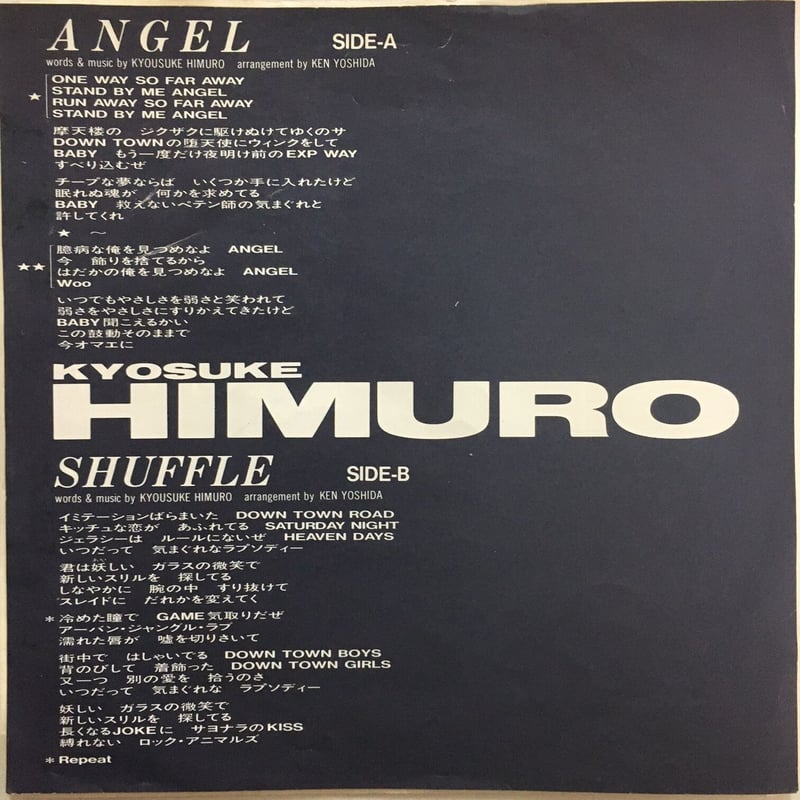 ANGEL SIDE-A
words & music by KYOUSUKE HIMURO arrangement by KEN YOSHIDA
ONE WAY SO FAR AWAY
★ STAND BY ME ANGEL
RUN AWAY SO FAR AWAY
STAND BY ME ANGEL
摩天楼の ジクザクに駆けぬけてゆくのサ
DOWN TOWNの堕天使にウィンクをして
BABY もう一度だけ夜明け前のEXP WAY
すべり込むぜ
チープな夢ならば いくつか手に入れたけど
眠れぬ魂が 何かを求めてる
BABY 救えないペテン師の気まぐれと
許してくれ
★ 〜
臆病な俺を見つめなよ ANGEL
★★ 今 飾りを捨てるから
はだかの俺を見つめなよ ANGEL
Woo
いつでもやさしさを弱さと笑われて
弱さをやさしさにすりかえてきたけど
BABY聞こえるかい
この鼓動そのままで
今オマエに
KYOSUKE
HIMURO
SHUFFLE SIDE-B
words & music by KYOUSUKE HIMURO arrangement by KEN YOSHIDA
イミテーションばらまいた DOWN TOWN ROAD
キッチュな恋が あふれてる SATURDAY NIGHT
ジェラシーは ルールにないぜ HEAVEN DAYS
いつだって 気まぐれなラプソディー
君は妖しい ガラスの微笑で
新しいスリルを 探してる
しなやかに 腕の中 すり抜けて
スレイドに だれかを変えてく
* 冷めた瞳で GAME気取りだぜ
アーバン・ジャングル・ラブ
濡れた唇が 嘘を切りさいて
街中で はしゃいでる DOWN TOWN BOYS
背のびして 着飾った DOWN TOWN GIRLS
又一つ 別の愛を 拾うのさ
いつだって 気まぐれな ラプソディー
妖しい ガラスの微笑で
新しいスリルを 探してる
長くなるJOKEに サヨナラのKISS
縛れない ロック・アニマルズ
* Repeat